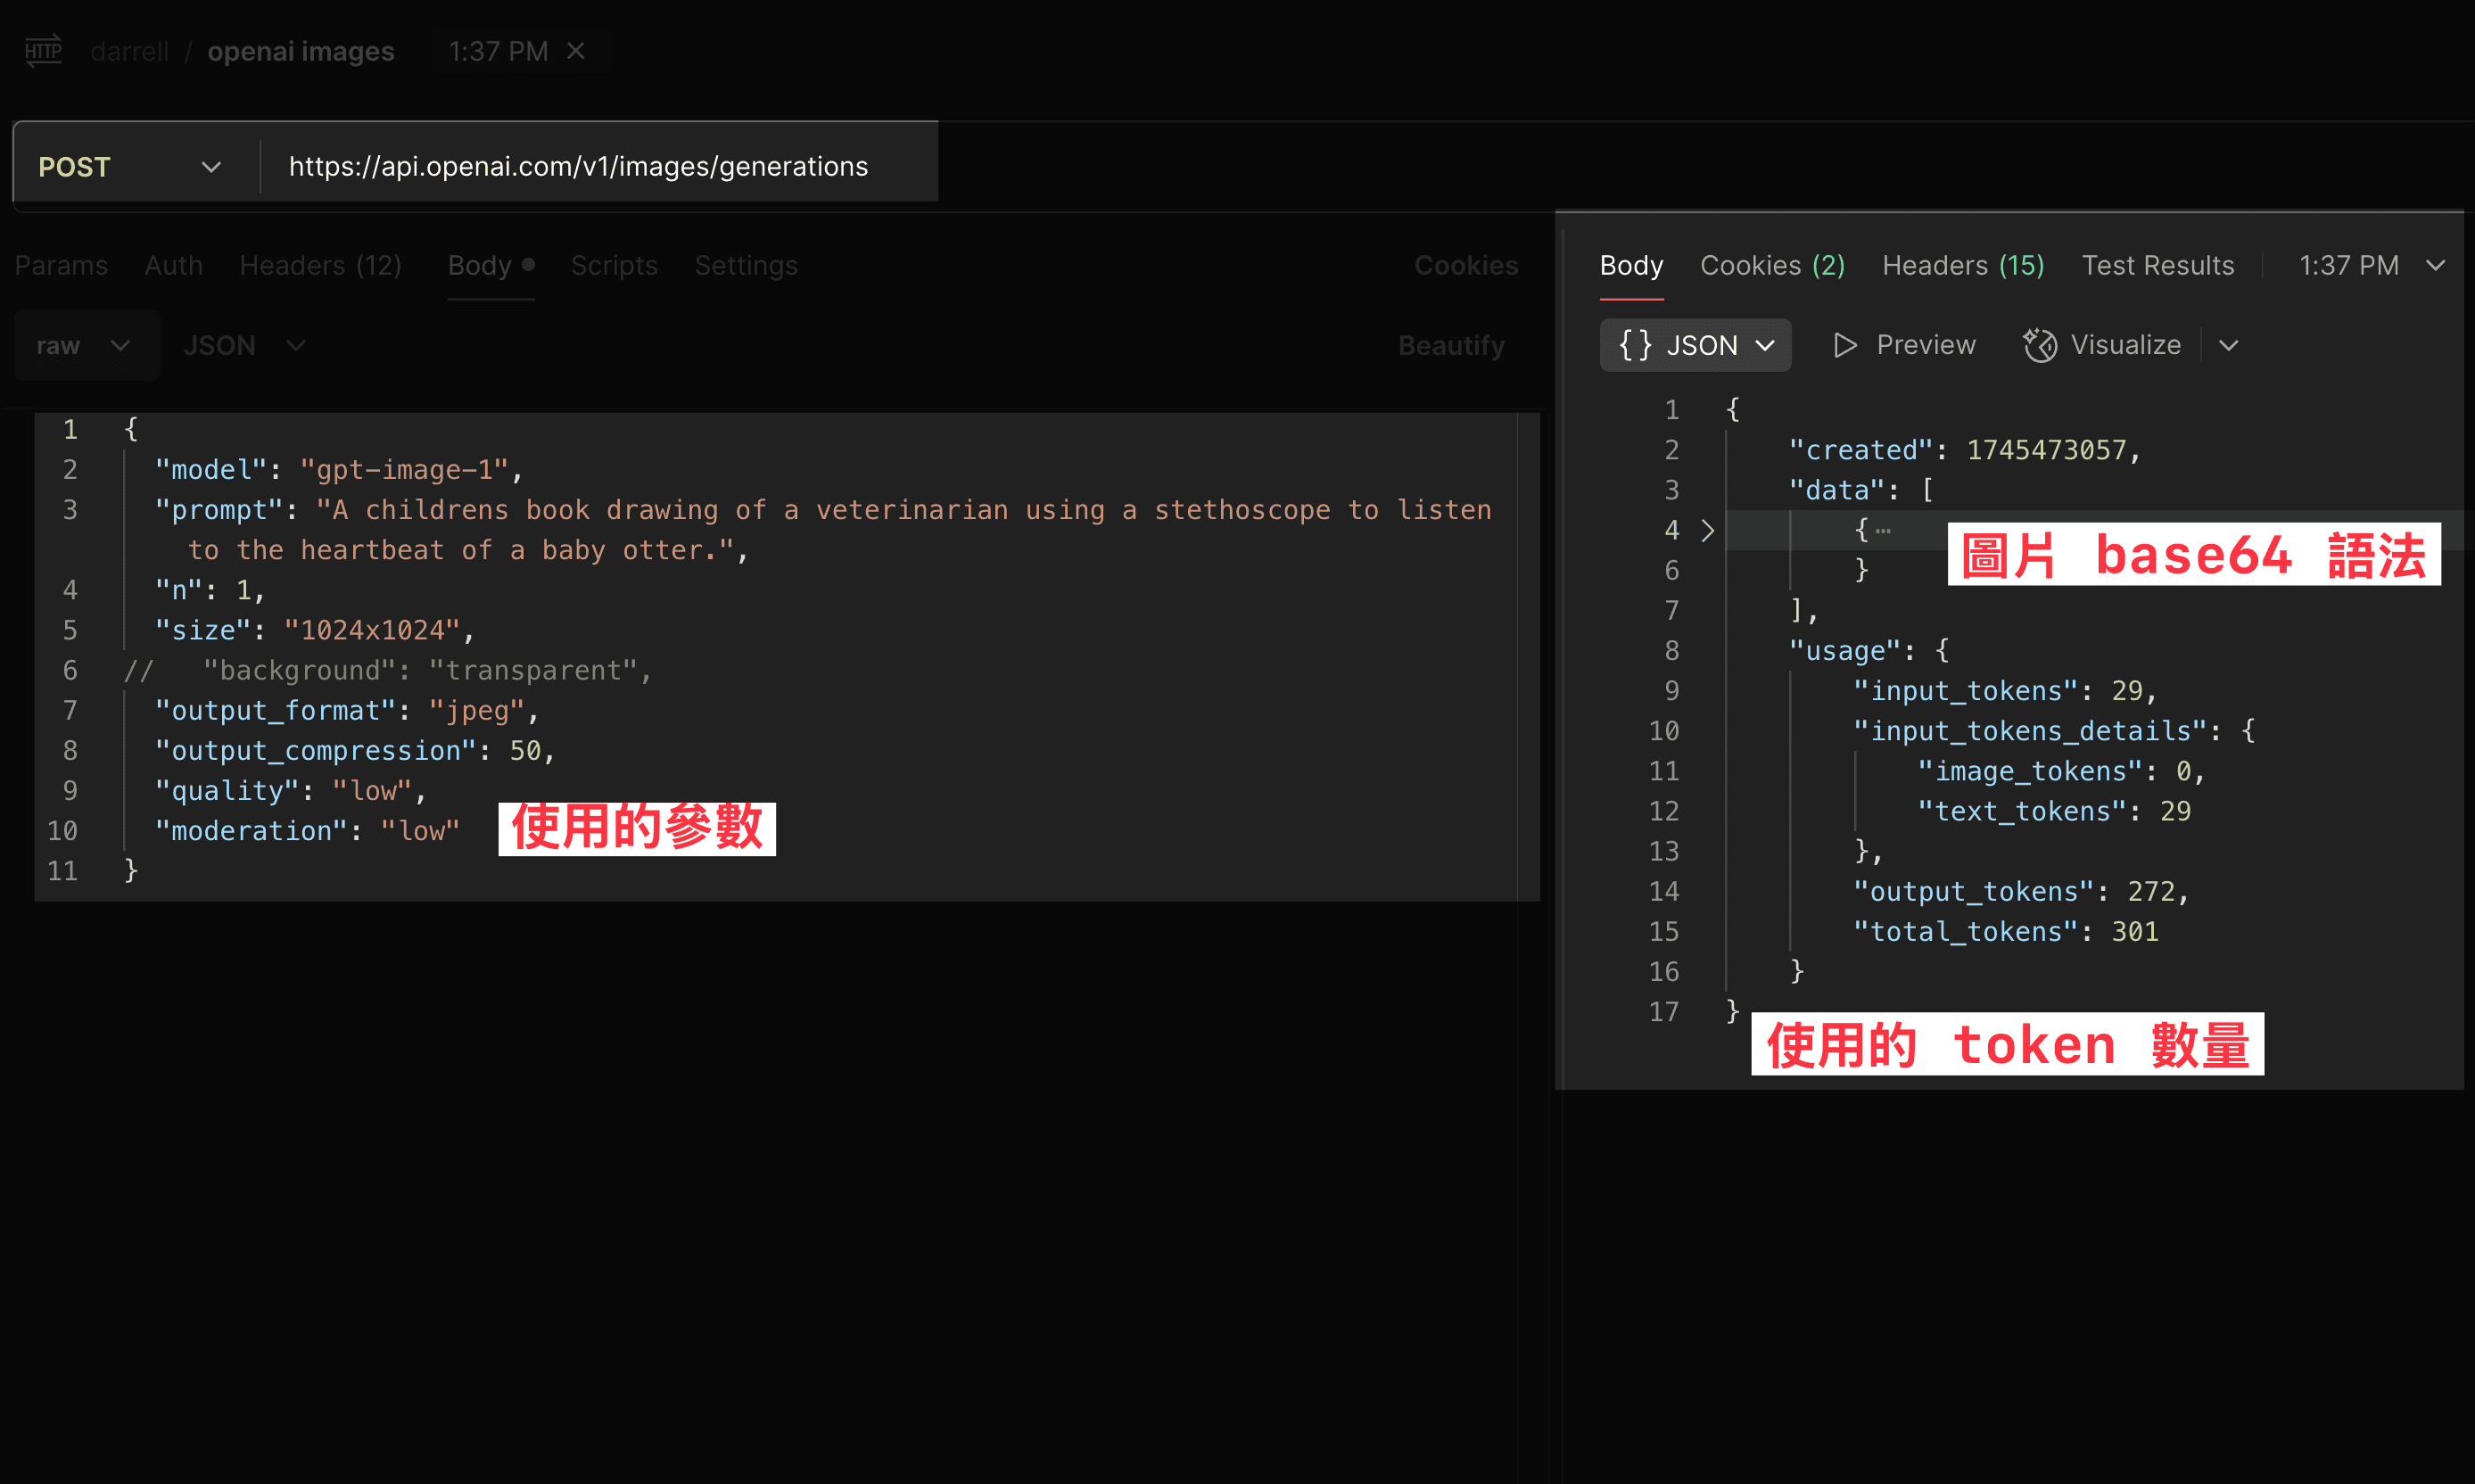 HTTP darrell / openai images 1:37 PM
POST https://api.openai.com/v1/images/generations
Params Auth Headers (12) Body Scripts Settings Cookies
raw JSON Beautify
1 {
2 "model": "gpt-image-1",
3 "prompt": "A childrens book drawing of a veterinarian using a stethoscope to listen
to the heartbeat of a baby otter.",
4 "n": 1,
5 "size": "1024x1024",
6 // "background": "transparent",
7 "output_format": "jpeg",
8 "output_compression": 50,
9 "quality": "low",
10 "moderation": "low"
11 }
使用的參數
Body Cookies (2) Headers (15) Test Results 1:37 PM
{} JSON Preview Visualize
1 {
2 "created": 1745473057,
3 "data": [
4 { ⋯
圖片 base64 語法
6 }
7 ],
8 "usage": {
9 "input_tokens": 29,
10 "input_tokens_details": {
11 "image_tokens": 0,
12 "text_tokens": 29
13 },
14 "output_tokens": 272,
15 "total_tokens": 301
16 }
17 }
使用的 token 數量